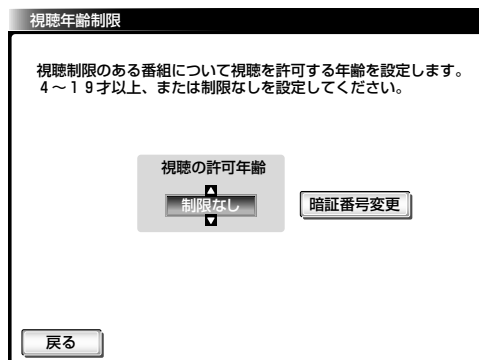 視聴年齢制限
視聴制限のある番組について視聴を許可する年齢を設定します。
４～１９才以上、または制限なしを設定してください。
視聴の許可年齢
制限なし
暗証番号変更
戻る